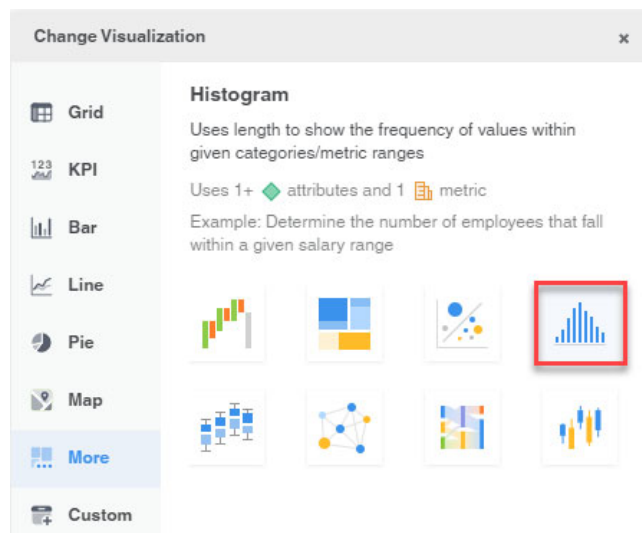 Change Visualization
×
Grid
123
KPI
Bar
Line
Pie
Map
More
Custom
Histogram
Uses length to show the frequency of values within
given categories/metric ranges
Uses 1+ attributes and 1 metric
Example: Determine the number of employees that fall
within a given salary range